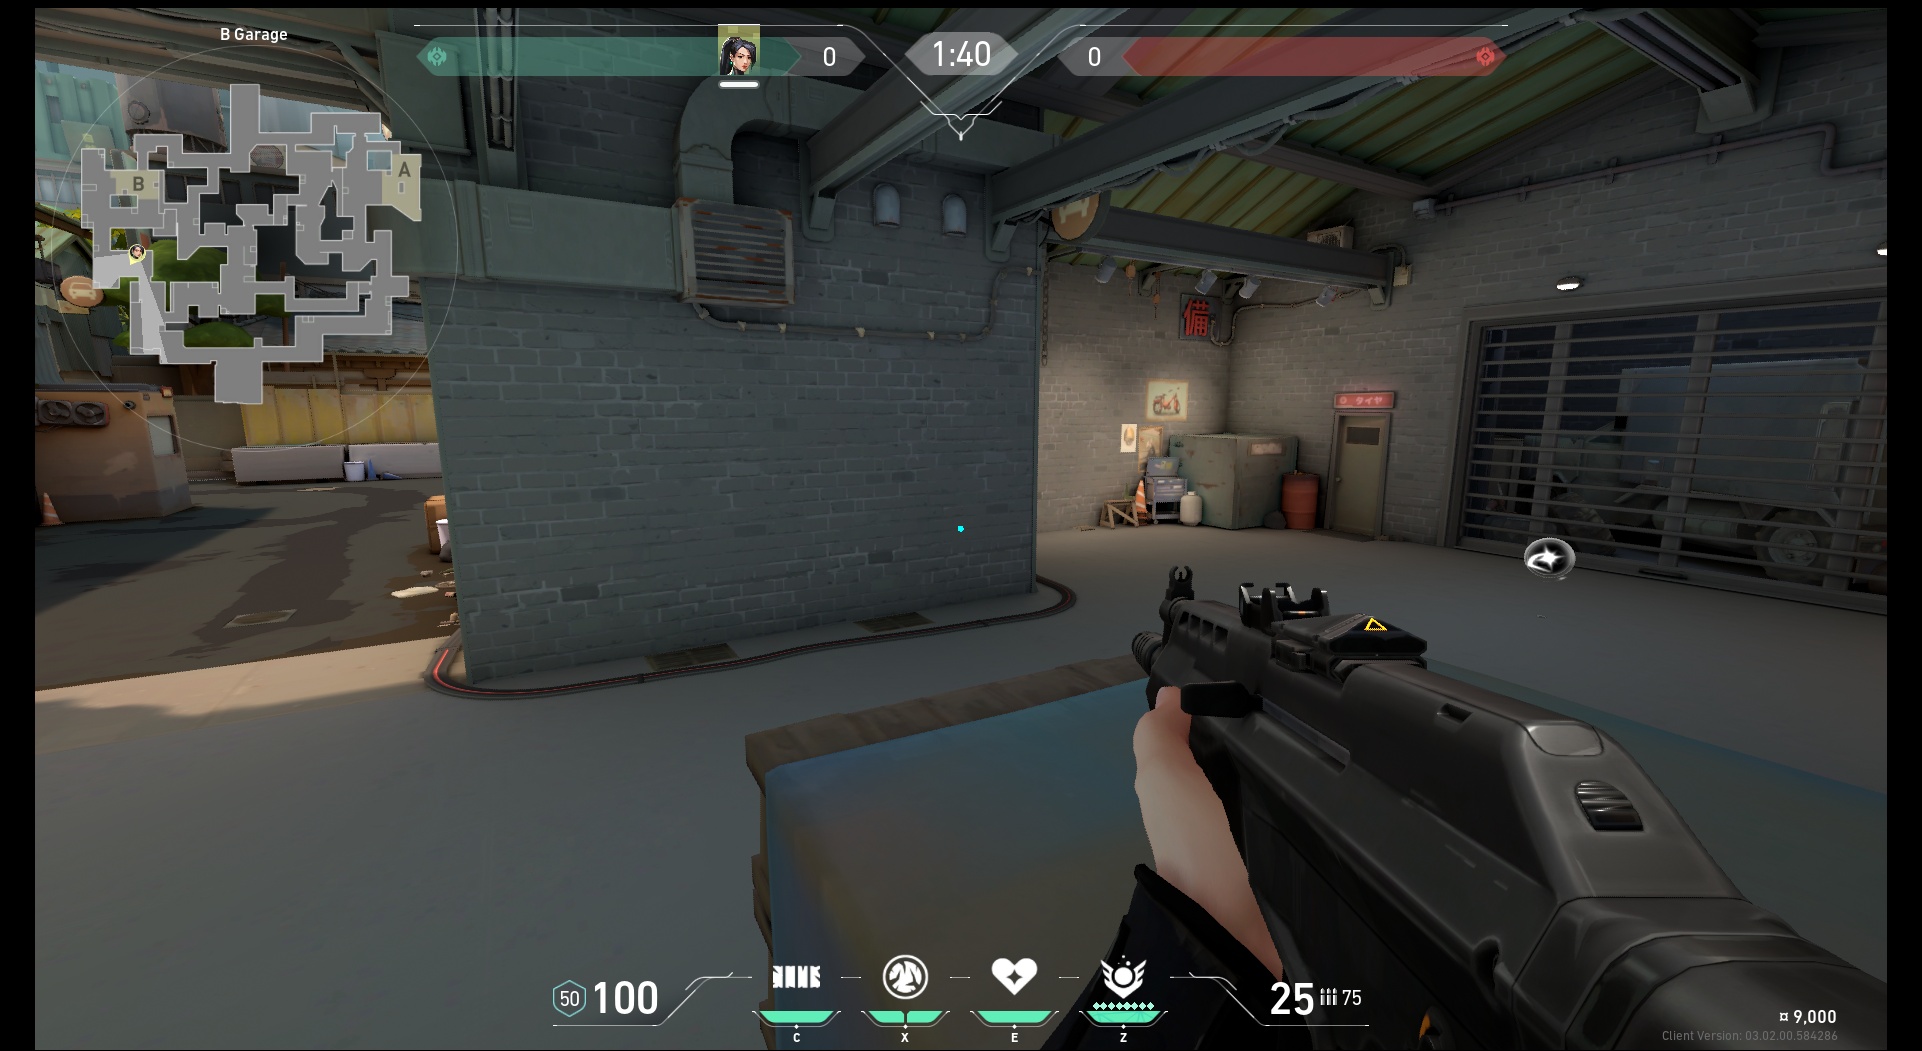 B Garage
0
1:40
0
A
B
備
タイヤ
50 100
25 75
C X E Z
¤ 9,000
Client Version: 03.02.00.584286